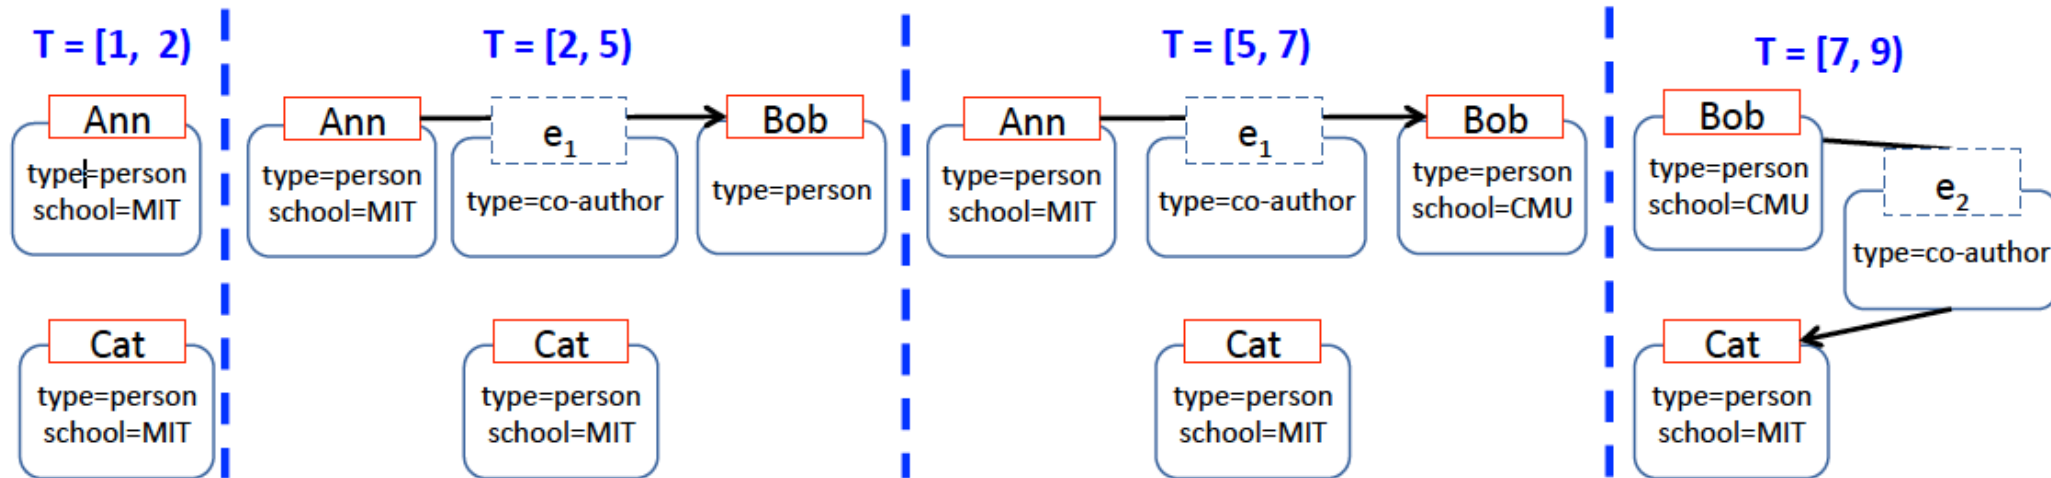 T = [1, 2)
Ann
type=person
school=MIT
Cat
type=person
school=MIT
T = [2, 5)
Ann
type=person
school=MIT
e1
type=co-author
Bob
type=person
Cat
type=person
school=MIT
T = [5, 7)
Ann
type=person
school=MIT
e1
type=co-author
Bob
type=person
school=CMU
Cat
type=person
school=MIT
T = [7, 9)
Bob
type=person
school=CMU
e2
type=co-author
Cat
type=person
school=MIT